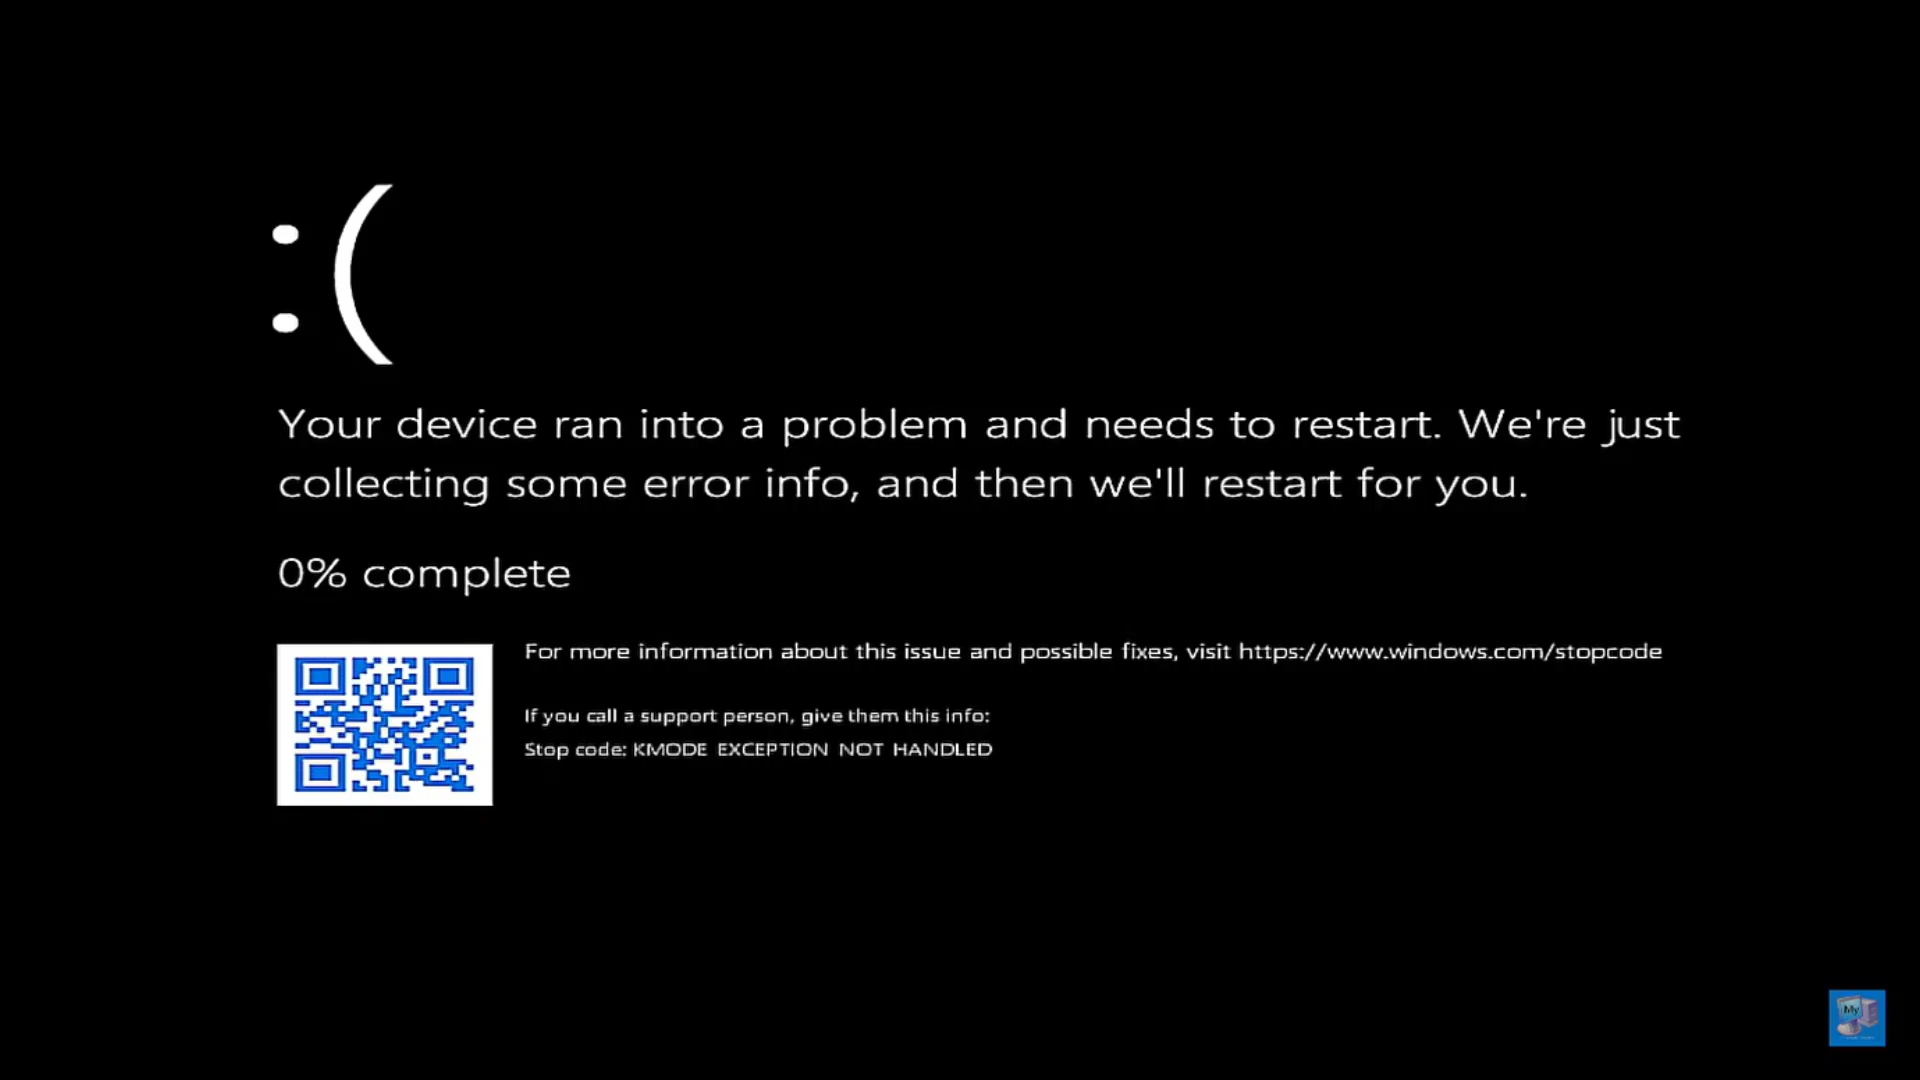 :(
Your device ran into a problem and needs to restart. We're just
collecting some error info, and then we'll restart for you.
0% complete
For more information about this issue and possible fixes, visit https://www.windows.com/stopcode
If you call a support person, give them this info:
Stop code: KMODE EXCEPTION NOT HANDLED
My